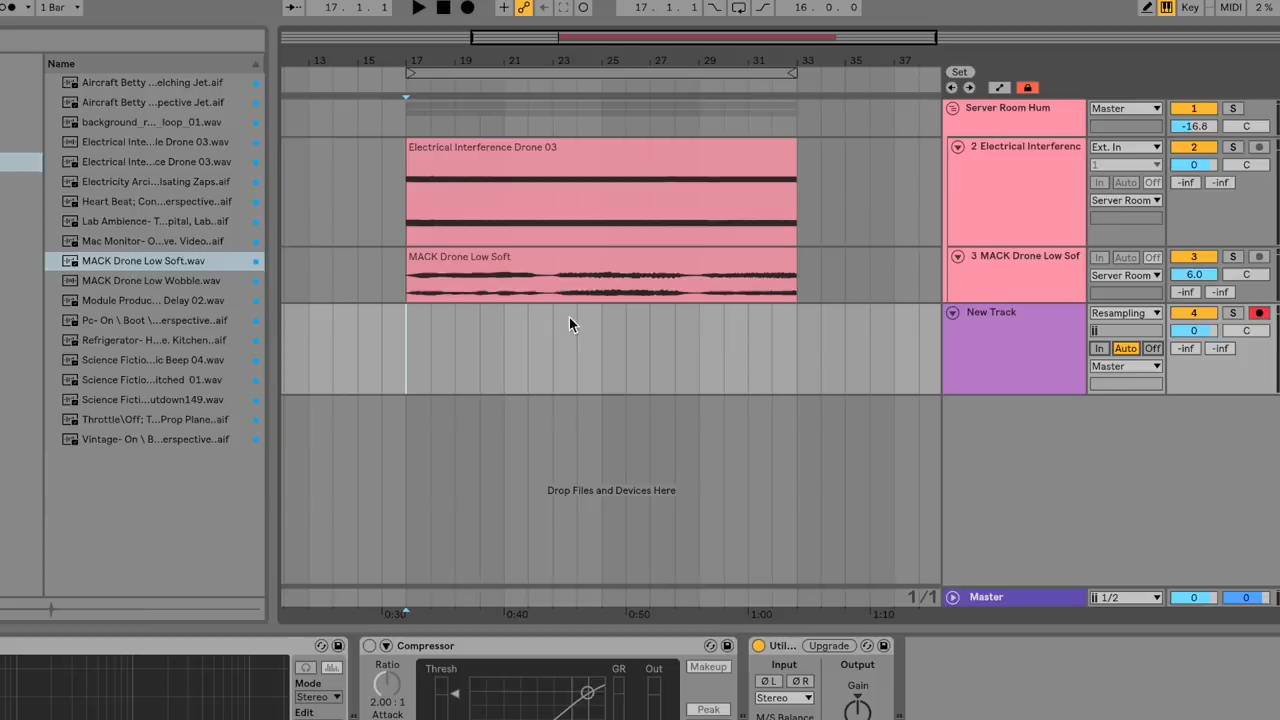 1 Bar
17. 1. 1
17. 1. 1
16. 0. 0
Key
MIDI
2 %
Name
Aircraft Betty ...elching Jet.aif
Aircraft Betty ...pective Jet.aif
background_r..._loop_01.wav
Electrical Inte...le Drone 03.wav
Electrical Inte...ce Drone 03.wav
Electricity Arci...lsating Zaps.aif
Heart Beat; Con...erspective..aif
Lab Ambience- T...pital, Lab..aif
Mac Monitor- O...ve. Video..aif
MACK Drone Low Soft.wav
MACK Drone Low Wobble.wav
Module Produc... Delay 02.wav
Pc- On \ Boot \...erspective..aif
Refrigerator- H...e. Kitchen..aif
Science Fictio...ic Beep 04.wav
Science Fictio...itched 01.wav
Science Ficti...utdown149.wav
Throttle\Off; T...Prop Plane..aif
Vintage- On \ B...erspective..aif
13 15 17 19 21 23 25 27 29 31 33 35 37
Set
Server Room Hum
Master
1
S
-16.8
C
Electrical Interference Drone 03
2 Electrical Interferenc
Ext. In
2
S
1
0
C
In Auto Off
-inf -inf
Server Room
MACK Drone Low Soft
3 MACK Drone Low Sof
In Auto Off
3
S
Server Room
6.0
C
-inf -inf
New Track
Resampling
4
S
0
C
In Auto Off
-inf -inf
Master
Drop Files and Devices Here
1/1
Master
1/2
0
0
0:30 0:40 0:50 1:00 1:10
Mode
Stereo
Edit
Compressor
Ratio
2.00 : 1
Attack
Thresh
GR
Out
Makeup
Peak
Util...
Upgrade
Input
Output
Ø L
Ø R
Gain
Stereo
M/S Balance